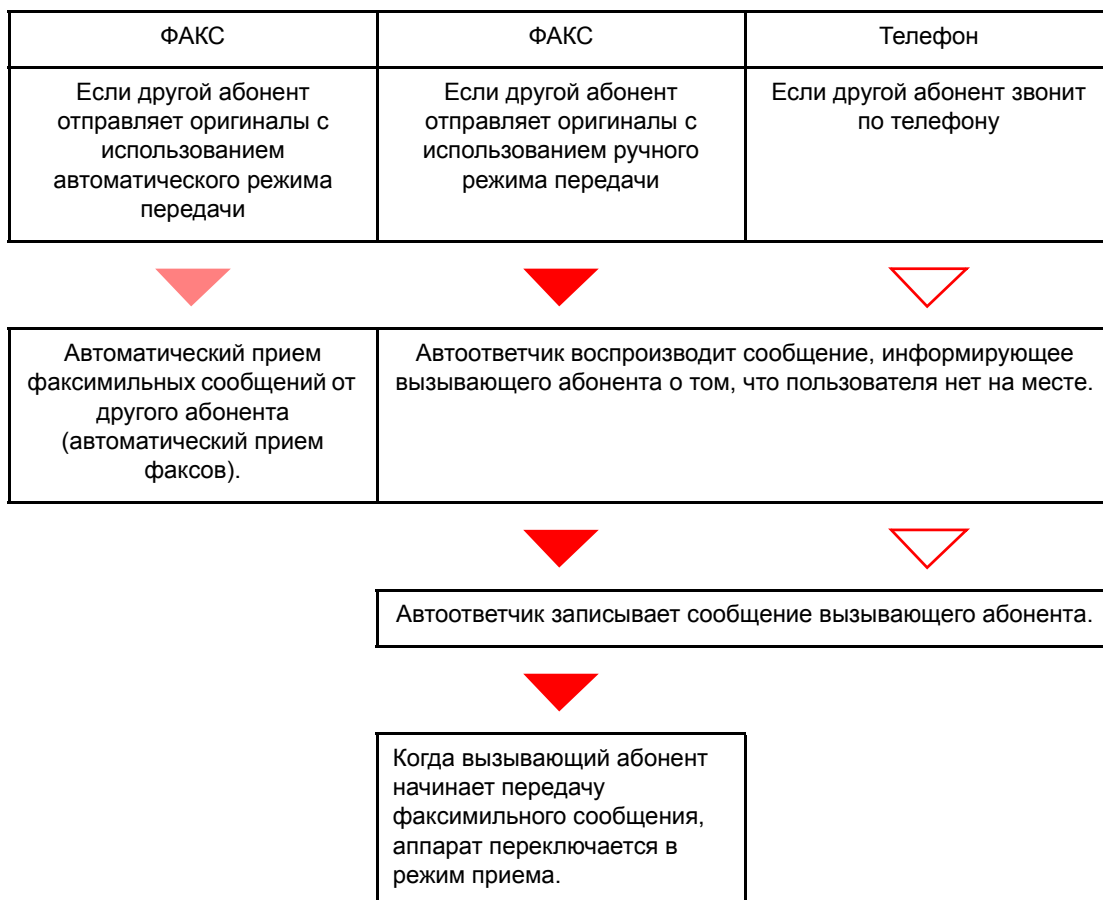 ФАКС
ФАКС
Телефон
Если другой абонент
отправляет оригиналы с
использованием
автоматического режима
передачи
Если другой абонент
отправляет оригиналы с
использованием ручного
режима передачи
Если другой абонент звонит
по телефону
Автоматический прием
факсимильных сообщений от
другого абонента
(автоматический прием
факсов).
Автоответчик воспроизводит сообщение, информирующее
вызывающего абонента о том, что пользователя нет на месте.
Автоответчик записывает сообщение вызывающего абонента.
Когда вызывающий абонент
начинает передачу
факсимильного сообщения,
аппарат переключается в
режим приема.